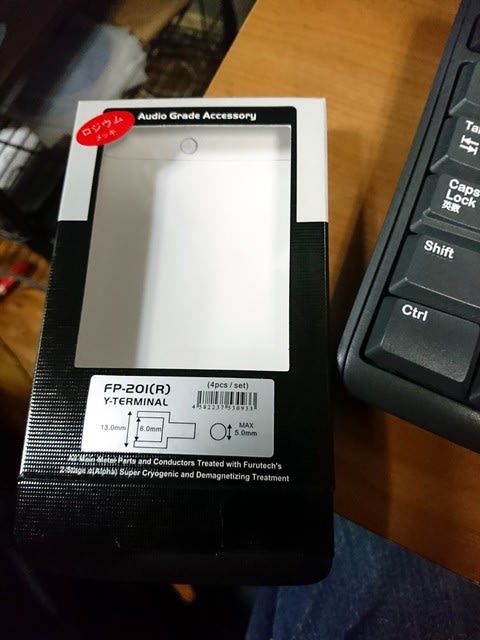 ロジウム
メッキ
Audio Grade Accessory
FP-201(R)
Y-TERMINAL
(4pcs / set)
4582237530933
13.0mm
8.0mm
MAX
5.0mm
All Main Metal Parts and Conductors Treated with Furutech's
2-Stage α(Alpha) Super Cryogenic and Demagnetizing Treatment
Caps
Lock
英数
Shift
Ctrl